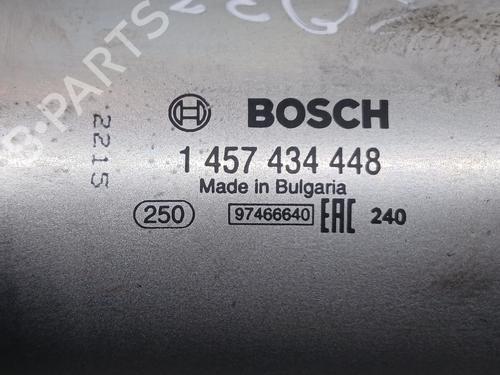 BOSCH
1 457 434 448
Made in Bulgaria
250 97466640 EAC 240
2215
B-PARTS